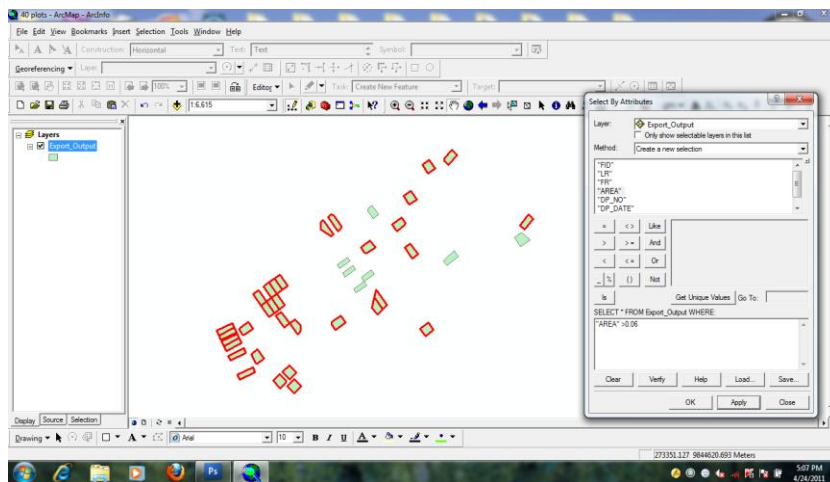 40 plots - ArcMap - ArcInfo
File Edit View Bookmarks Insert Selection Tools Window Help
Construction: Horizontal Text: Text Symbol:
Georeferencing Layer:
100% Editor Task: Create New Feature Target:
1:6,615
Layers
Export_Output
Select By Attributes
Layer: Export_Output
Only show selectable layers in this list
Method: Create a new selection
"FID"
"LR"
"FR"
"AREA"
"DP_NO"
"DP_DATE"
= < > Like
> > = And
< < = Or
_ % () Not
Is Get Unique Values Go To:
SELECT * FROM Export_Output WHERE:
"AREA" >0.06
Clear Verify Help Load... Save...
OK Apply Close
Display Source Selection
Drawing A Arial 10 B I U A
273351.127 9844620.693 Meters
Ps
5:07 PM
4/24/2011